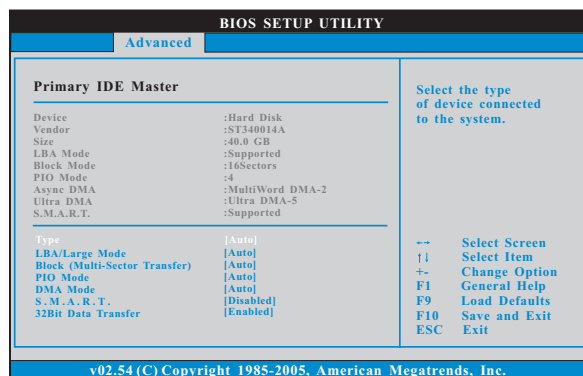 BIOS SETUP UTILITY
Advanced
Primary IDE Master
Device :Hard Disk
Vendor :ST340014A
Size :40.0 GB
LBA Mode :Supported
Block Mode :16Sectors
PIO Mode :4
Async DMA :MultiWord DMA-2
Ultra DMA :Ultra DMA-5
S.M.A.R.T. :Supported
Type [Auto]
LBA/Large Mode [Auto]
Block (Multi-Sector Transfer) [Auto]
PIO Mode [Auto]
DMA Mode [Auto]
S.M.A.R.T. [Disabled]
32Bit Data Transfer [Enabled]
Select the type
of device connected
to the system.
←→ Select Screen
↑↓ Select Item
+- Change Option
F1 General Help
F9 Load Defaults
F10 Save and Exit
ESC Exit
v02.54 (C) Copyright 1985-2005, American Megatrends, Inc.